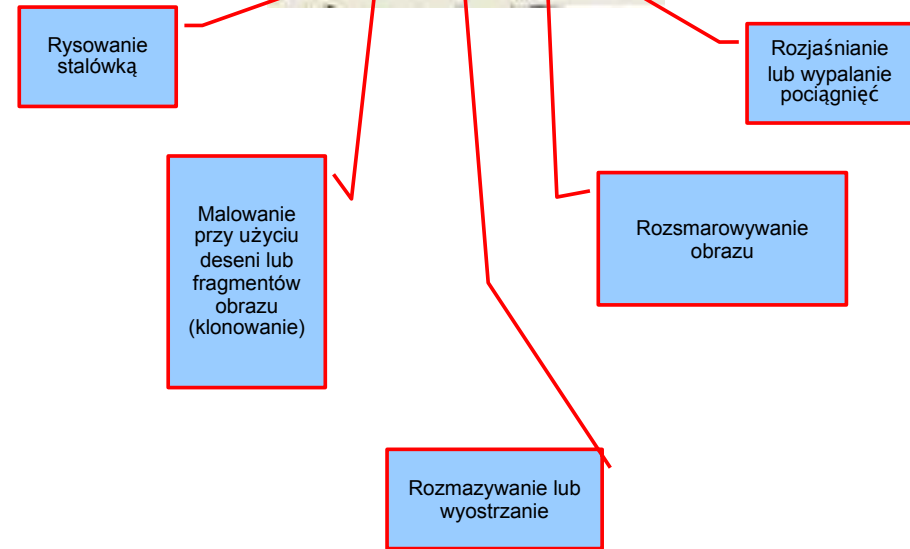 Rysowanie
stalówką
Rozjaśnianie
lub wypalanie
pociągnięć
Malowanie
przy użyciu
deseni lub
fragmentów
obrazu
(klonowanie)
Rozsmarowywanie
obrazu
Rozmazywanie lub
wyostrzanie